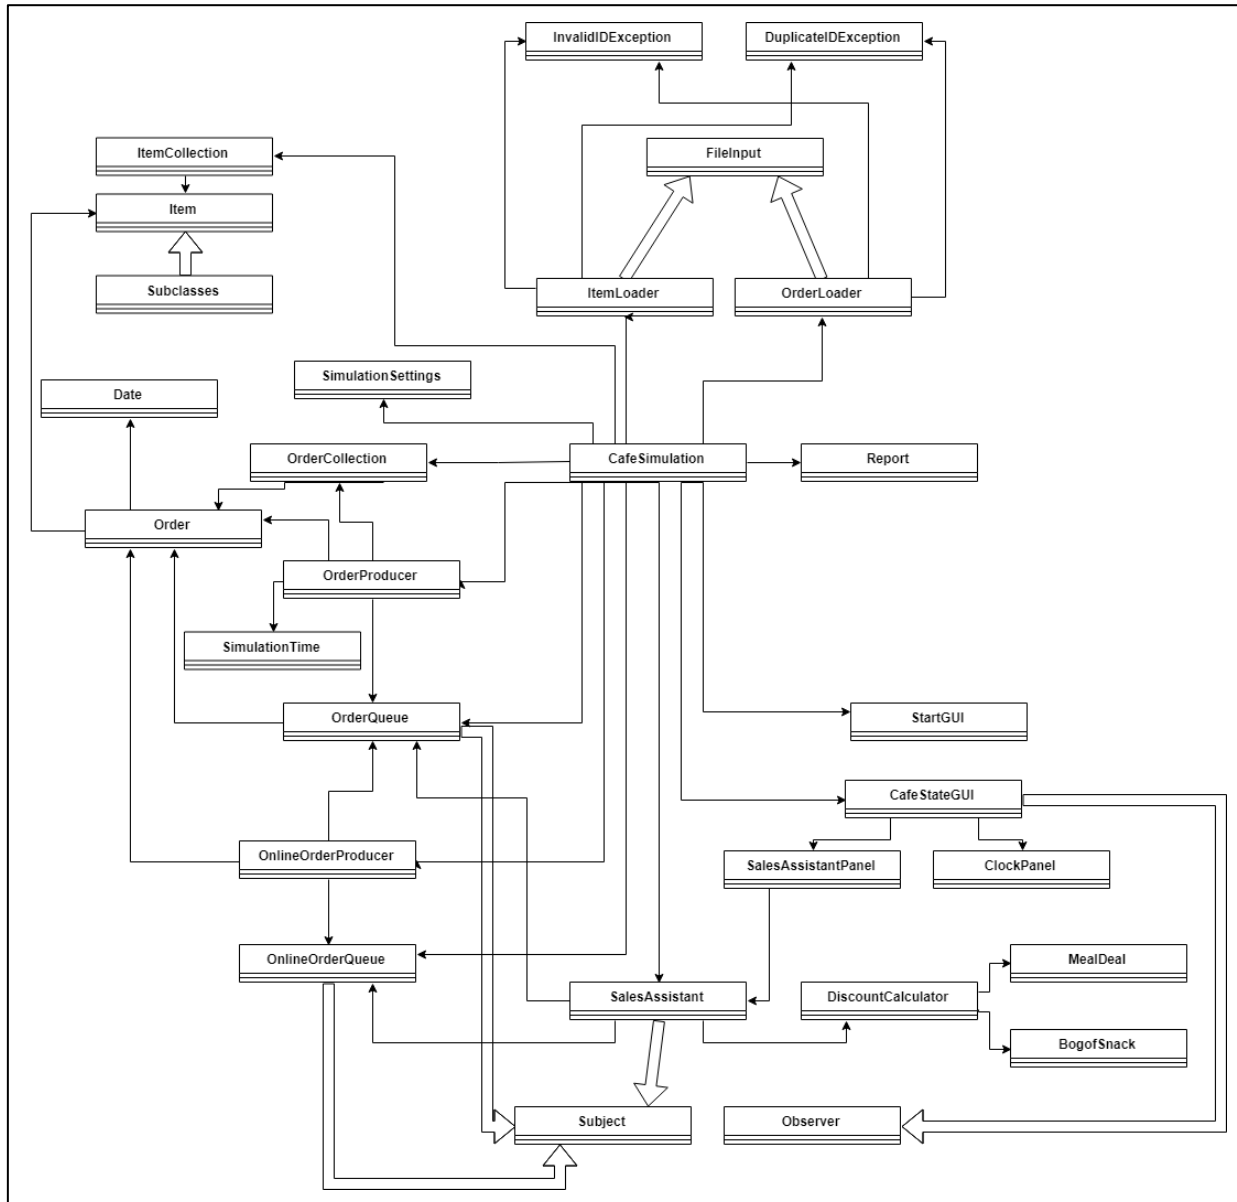 InvalidIDException
DuplicateIDException
ItemCollection
FileInput
Item
Subclasses
ItemLoader
OrderLoader
SimulationSettings
Date
OrderCollection
CafeSimulation
Report
Order
OrderProducer
SimulationTime
OrderQueue
StartGUI
CafeStateGUI
OnlineOrderProducer
SalesAssistantPanel
ClockPanel
OnlineOrderQueue
MealDeal
SalesAssistant
DiscountCalculator
BogofSnack
Subject
Observer